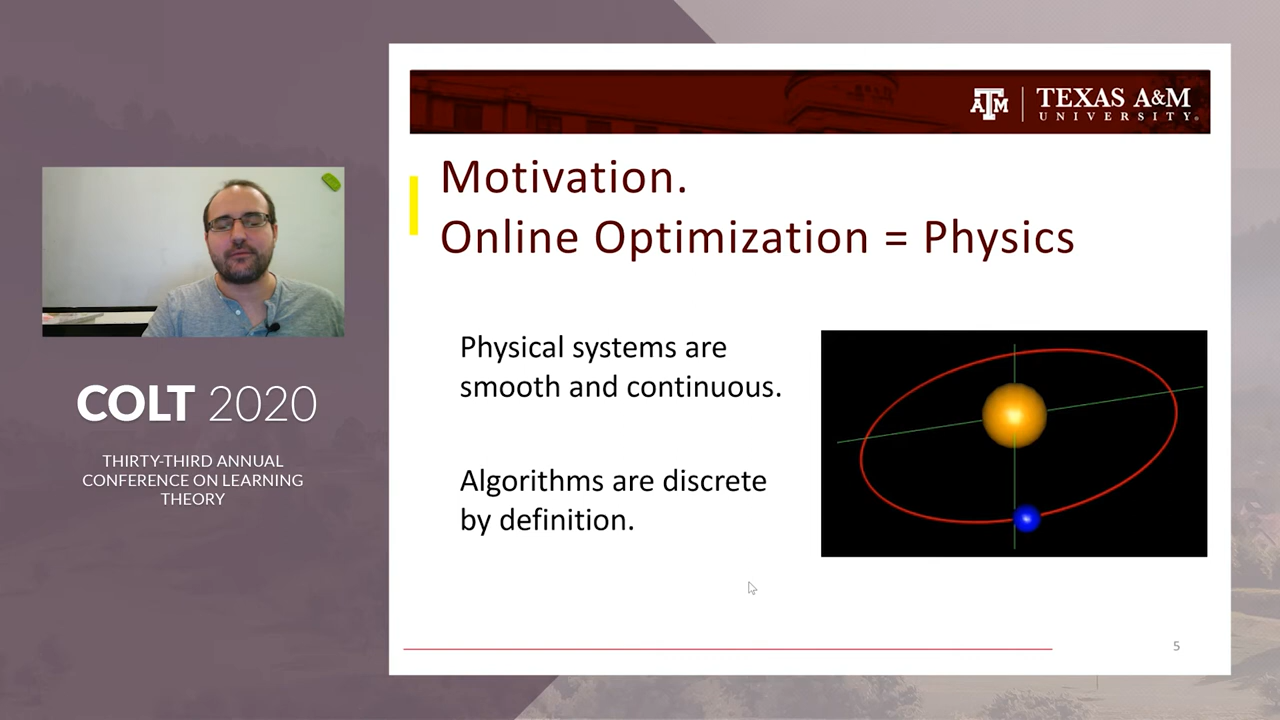 ATM | TEXAS A&M
UNIVERSITY®
Motivation.
Online Optimization = Physics
Physical systems are
smooth and continuous.
Algorithms are discrete
by definition.
5
COLT 2020
THIRTY-THIRD ANNUAL
CONFERENCE ON LEARNING
THEORY